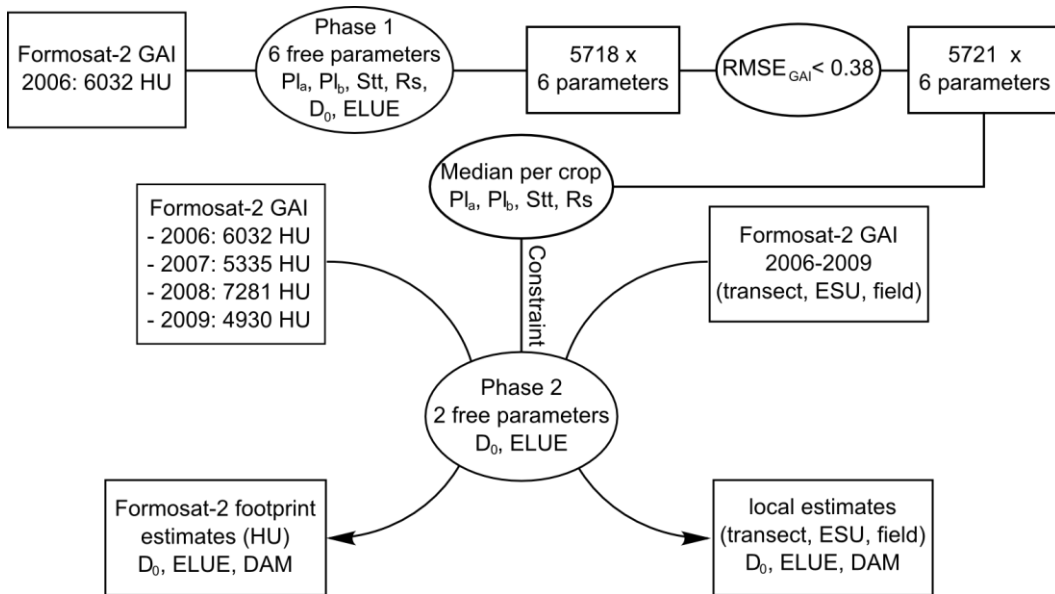 Formosat-2 GAI
2006: 6032 HU
Phase 1
6 free parameters
Plₐ, Pl_b, Stt, Rs,
D₀, ELUE
5718 x
6 parameters
RMSE_GAI< 0.38
5721 x
6 parameters
Median per crop
Plₐ, Pl_b, Stt, Rs
Formosat-2 GAI
- 2006: 6032 HU
- 2007: 5335 HU
- 2008: 7281 HU
- 2009: 4930 HU
Constraint
Formosat-2 GAI
2006-2009
(transect, ESU, field)
Phase 2
2 free parameters
D₀, ELUE
Formosat-2 footprint
estimates (HU)
D₀, ELUE, DAM
local estimates
(transect, ESU, field)
D₀, ELUE, DAM